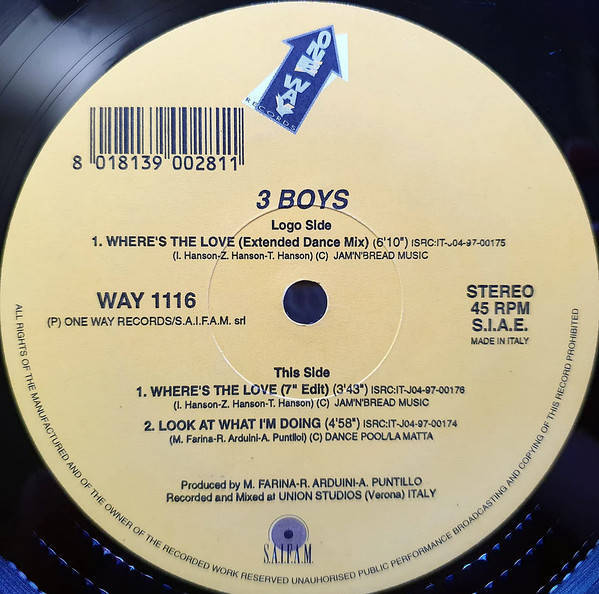 ONE WAY
RECORDS
8 018139 002811
3 BOYS
Logo Side
1. WHERE'S THE LOVE (Extended Dance Mix) (6'10") ISRC:IT-J04-97-00175
(I. Hanson-Z. Hanson-T. Hanson) (C) JAM'N'BREAD MUSIC
WAY 1116
(P) ONE WAY RECORDS/S.A.I.F.A.M. srl
STEREO
45 RPM
S.I.A.E.
MADE IN ITALY
This Side
1. WHERE'S THE LOVE (7" Edit) (3'43") ISRC:IT-J04-97-00176
(I. Hanson-Z. Hanson-T. Hanson) (C) JAM'N'BREAD MUSIC
2. LOOK AT WHAT I'M DOING (4'58") ISRC:IT-J04-97-00174
(M. Farina-R. Arduini-A. Puntiloi) (C) DANCE POOL/LA MATTA
Produced by M. FARINA-R. ARDUINI-A. PUNTILLO
Recorded and Mixed at UNION STUDIOS (Verona) ITALY
S.A.I.F.A.M
ALL RIGHTS OF THE MANUFACTURED AND OF THE OWNER OF THE RECORDED WORK RESERVED UNAUHORISED PUBLIC PERFORMANCE BROADCASTING AND COPYING OF THIS RECORD PROHIBITED